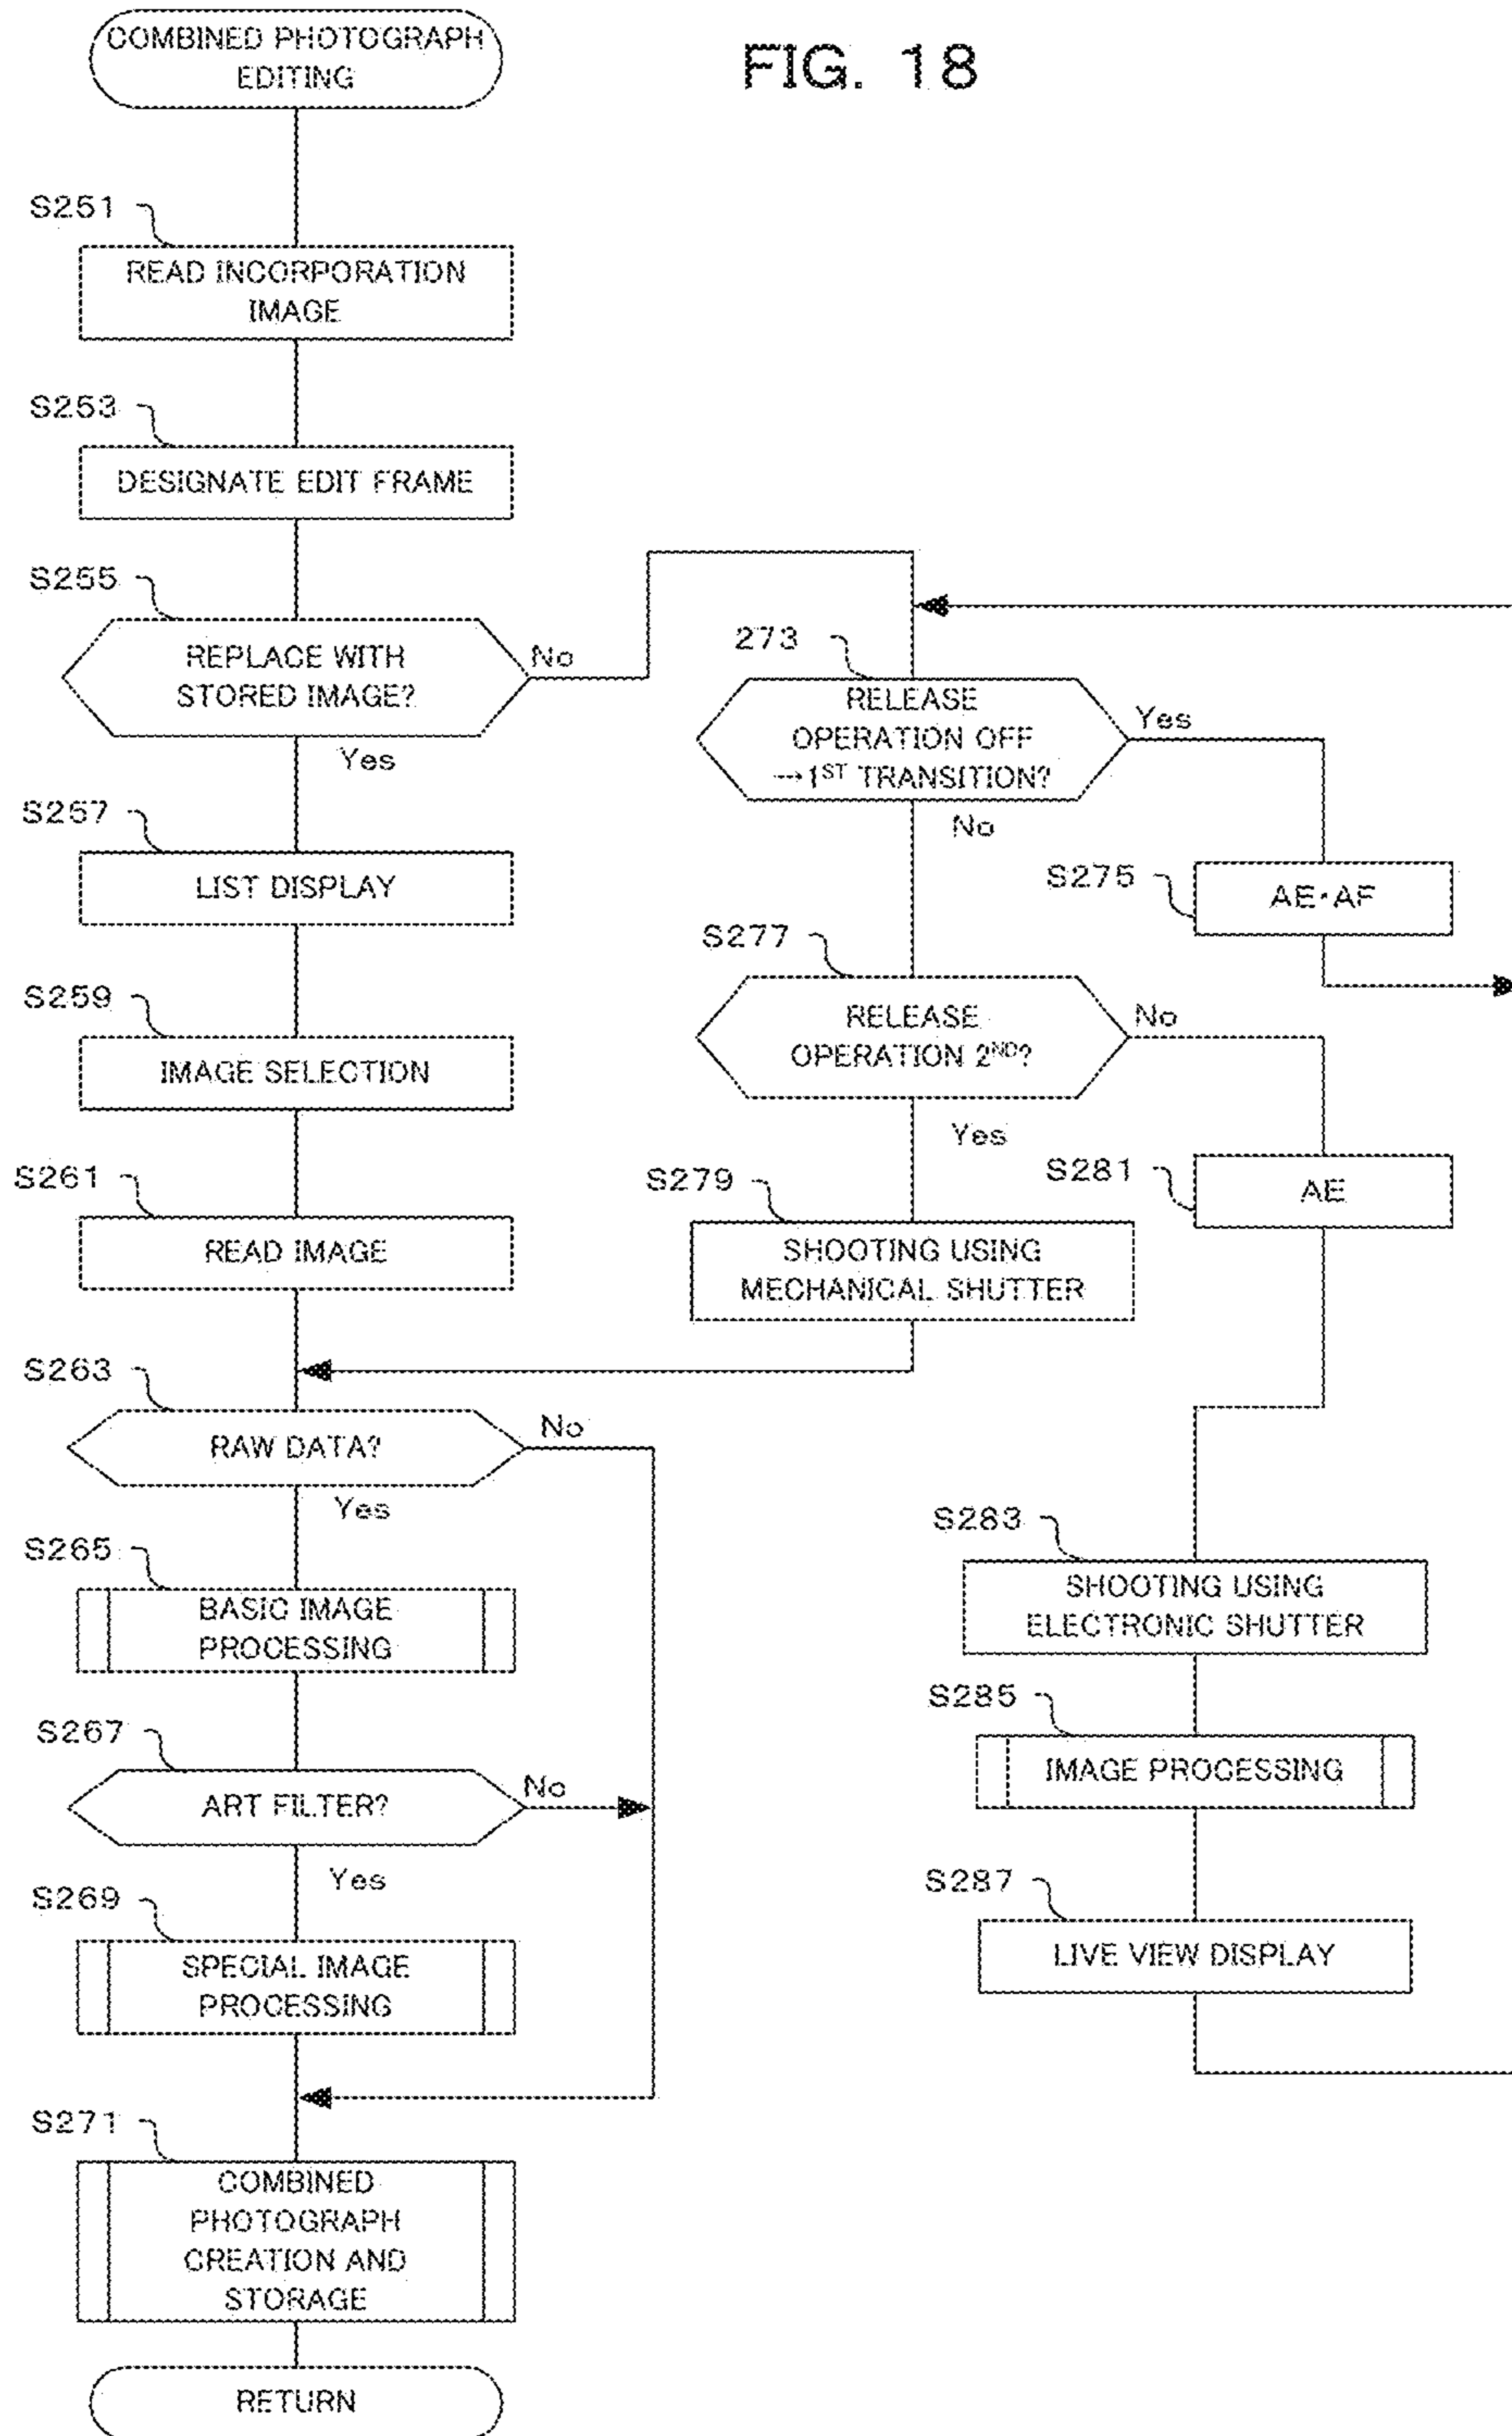 COMBINED PHOTOGRAPH
EDITING
FIG. 18
S251
READ INCORPORATION
IMAGE
S253
DESIGNATE EDIT FRAME
S255
REPLACE WITH
STORED IMAGE?
No
Yes
S257
LIST DISPLAY
S259
IMAGE SELECTION
S261
READ IMAGE
S263
RAW DATA?
No
Yes
S265
BASIC IMAGE
PROCESSING
S267
ART FILTER?
No
Yes
S269
SPECIAL IMAGE
PROCESSING
S271
COMBINED
PHOTOGRAPH
CREATION AND
STORAGE
RETURN
273
RELEASE
OPERATION OFF
→1ST TRANSITION?
Yes
No
S275
AE·AF
S277
RELEASE
OPERATION 2ND?
No
Yes
S279
SHOOTING USING
MECHANICAL SHUTTER
S281
AE
S283
SHOOTING USING
ELECTRONIC SHUTTER
S285
IMAGE PROCESSING
S287
LIVE VIEW DISPLAY